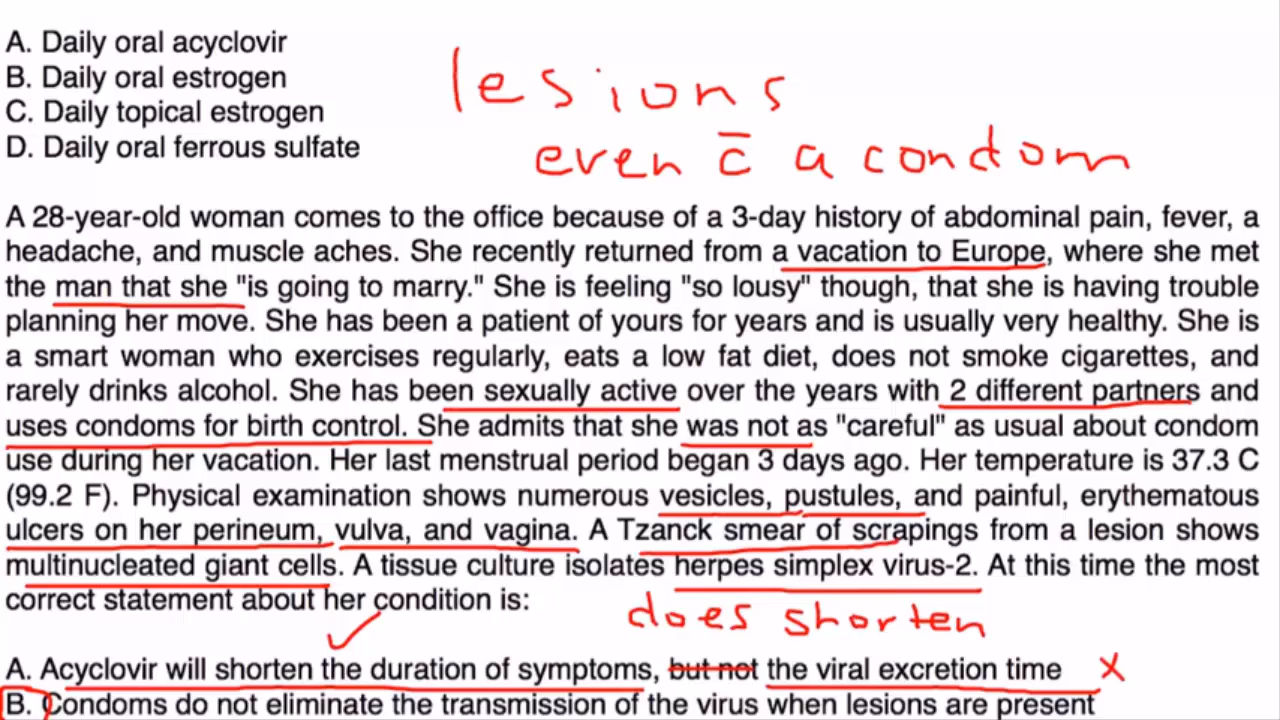 A. Daily oral acyclovir
B. Daily oral estrogen
C. Daily topical estrogen
D. Daily oral ferrous sulfate
lesions
even c̄ a condom
A 28-year-old woman comes to the office because of a 3-day history of abdominal pain, fever, a
headache, and muscle aches. She recently returned from a vacation to Europe, where she met
the man that she "is going to marry." She is feeling "so lousy" though, that she is having trouble
planning her move. She has been a patient of yours for years and is usually very healthy. She is
a smart woman who exercises regularly, eats a low fat diet, does not smoke cigarettes, and
rarely drinks alcohol. She has been sexually active over the years with 2 different partners and
uses condoms for birth control. She admits that she was not as "careful" as usual about condom
use during her vacation. Her last menstrual period began 3 days ago. Her temperature is 37.3 C
(99.2 F). Physical examination shows numerous vesicles, pustules, and painful, erythematous
ulcers on her perineum, vulva, and vagina. A Tzanck smear of scrapings from a lesion shows
multinucleated giant cells. A tissue culture isolates herpes simplex virus-2. At this time the most
correct statement about her condition is:
does shorten
A. Acyclovir will shorten the duration of symptoms, but not the viral excretion time X
B. Condoms do not eliminate the transmission of the virus when lesions are present